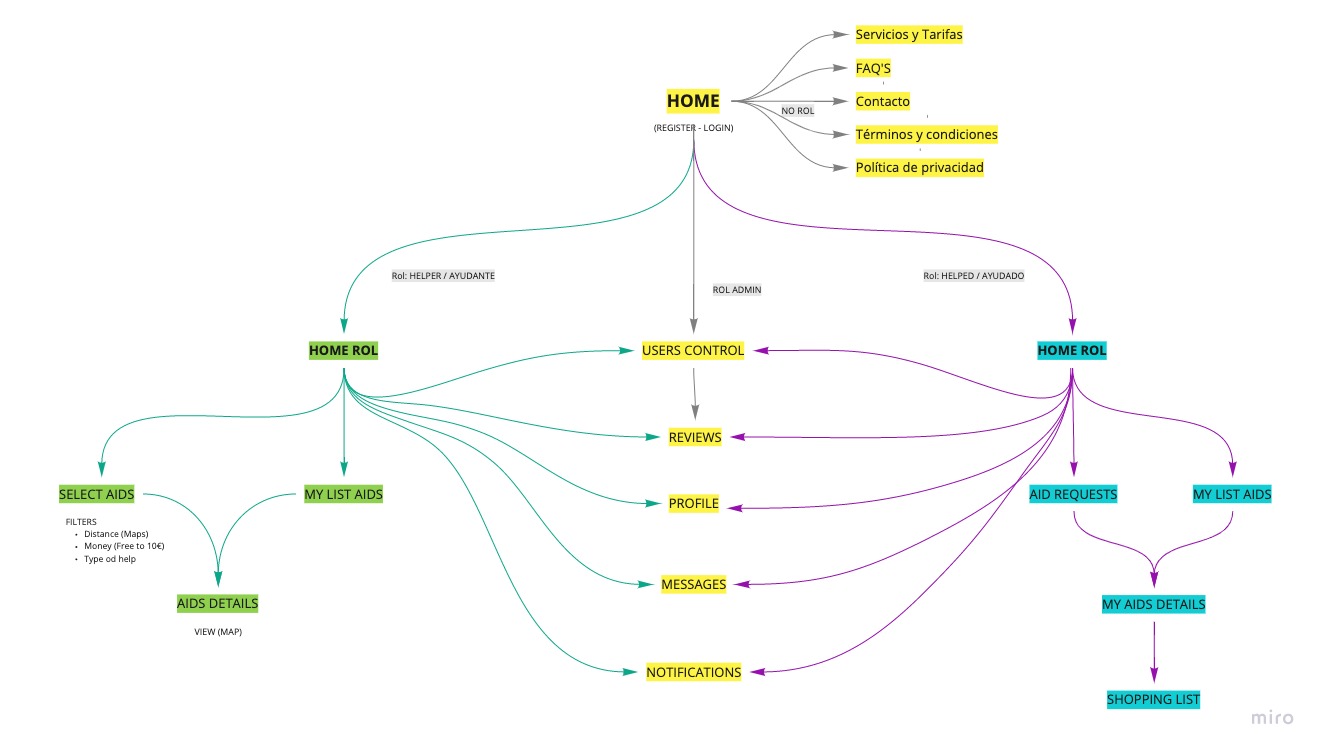 Servicios y Tarifas
FAQ'S
HOME
Contacto
NO ROL
(REGISTER - LOGIN)
Términos y condiciones
Política de privacidad
Rol: HELPER / AYUDANTE
ROL ADMIN
Rol: HELPED / AYUDADO
HOME ROL
USERS CONTROL
HOME ROL
REVIEWS
SELECT AIDS
MY LIST AIDS
PROFILE
AID REQUESTS
MY LIST AIDS
FILTERS
• Distance (Maps)
• Money (Free to 10€)
• Type od help
MESSAGES
AIDS DETAILS
MY AIDS DETAILS
VIEW (MAP)
NOTIFICATIONS
SHOPPING LIST
miro